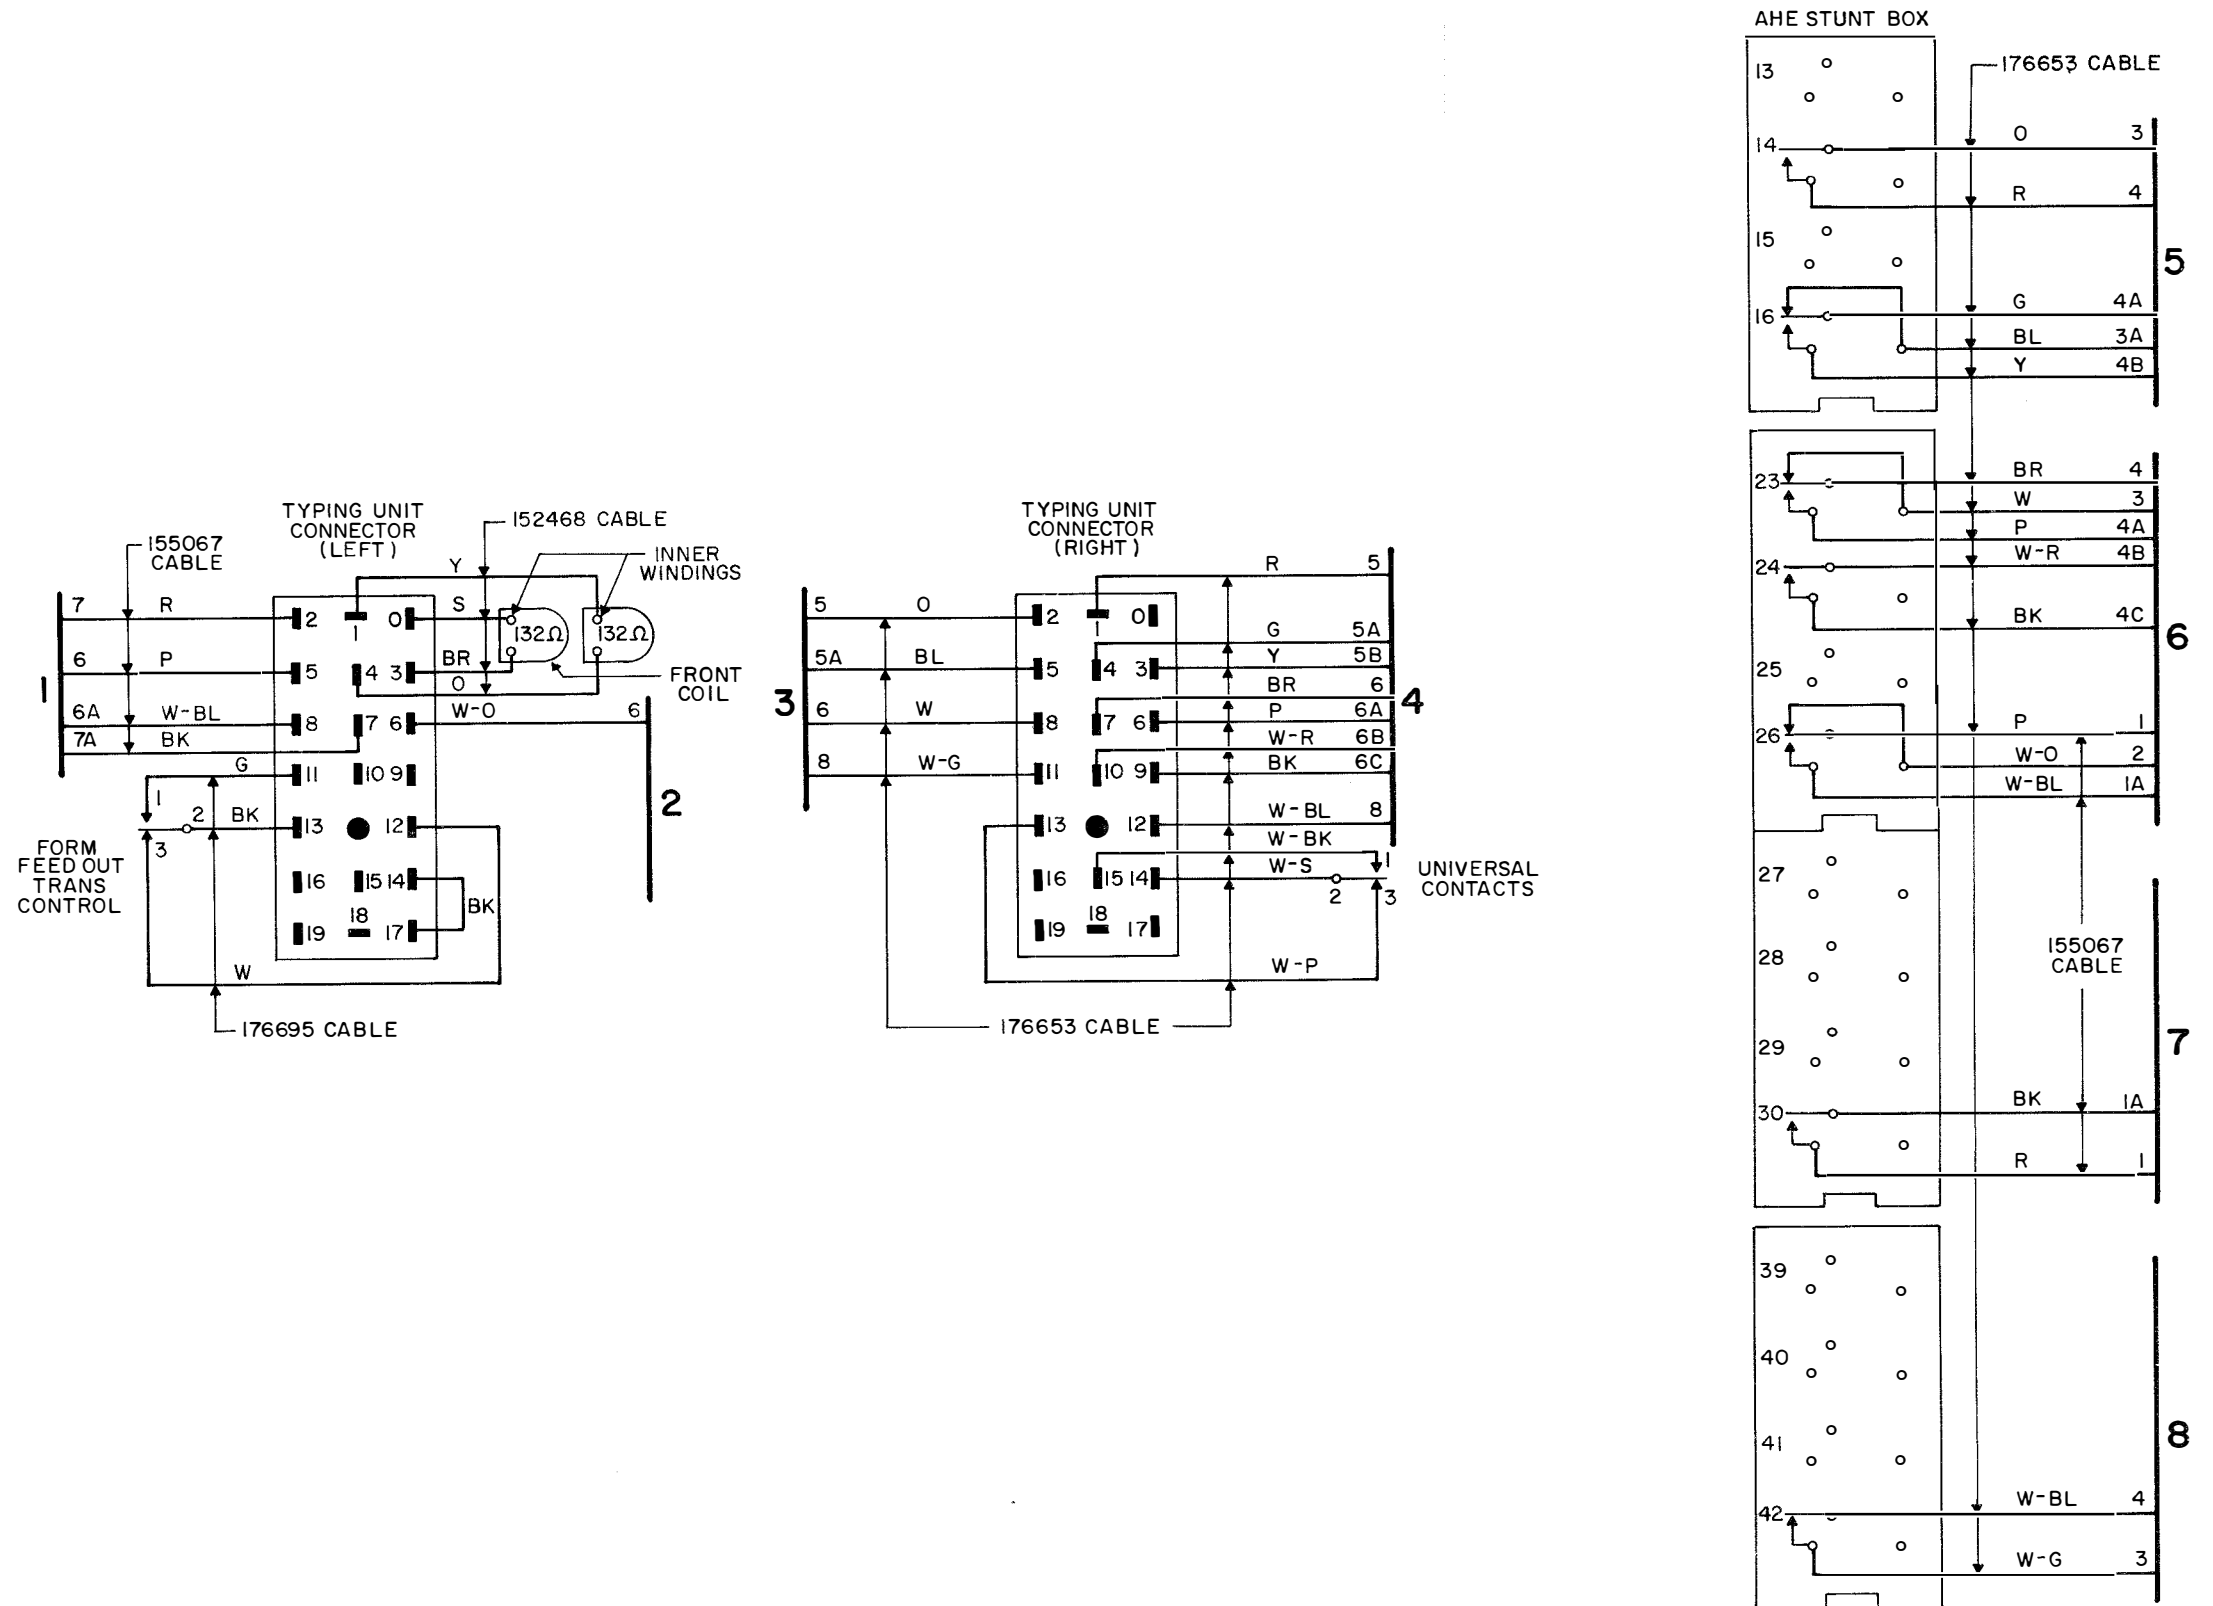 TYPING UNIT
CONNECTOR
(LEFT)
155067
CABLE
152468 CABLE
INNER
WINDINGS
Y
7 R 2 1 0 S 132Ω 132Ω
6 P 5 4 3 BR
O
FRONT
COIL
1
6A W-BL 8 7 6 W-O 6
7A BK
G 11 10 9
1
2 BK 13 12
3
2
FORM
FEED OUT
TRANS
CONTROL
16 15 14
BK
18
19 17
W
176695 CABLE
TYPING UNIT
CONNECTOR
(RIGHT)
R 5
5 O 2 1 0
G 5A
5A BL 5 4 3 Y 5B
BR 6
3
4
6 W 8 7 6 P 6A
W-R 6B
8 W-G 11 10 9 BK 6C
13 12 W-BL 8
W-BK
1
16 15 14 W-S
2 3
UNIVERSAL
CONTACTS
18
19 17
W-P
176653 CABLE
AHE STUNT BOX
13
176653 CABLE
14 O 3
R 4
15
5
16 G 4A
BL 3A
Y 4B
23 BR 4
W 3
P 4A
24 W-R 4B
BK 4C
6
25
26 P 1
W-O 2
W-BL 1A
27
28
155067
CABLE
29
7
30 BK 1A
R 1
39
40
41
8
42 W-BL 4
W-G 3